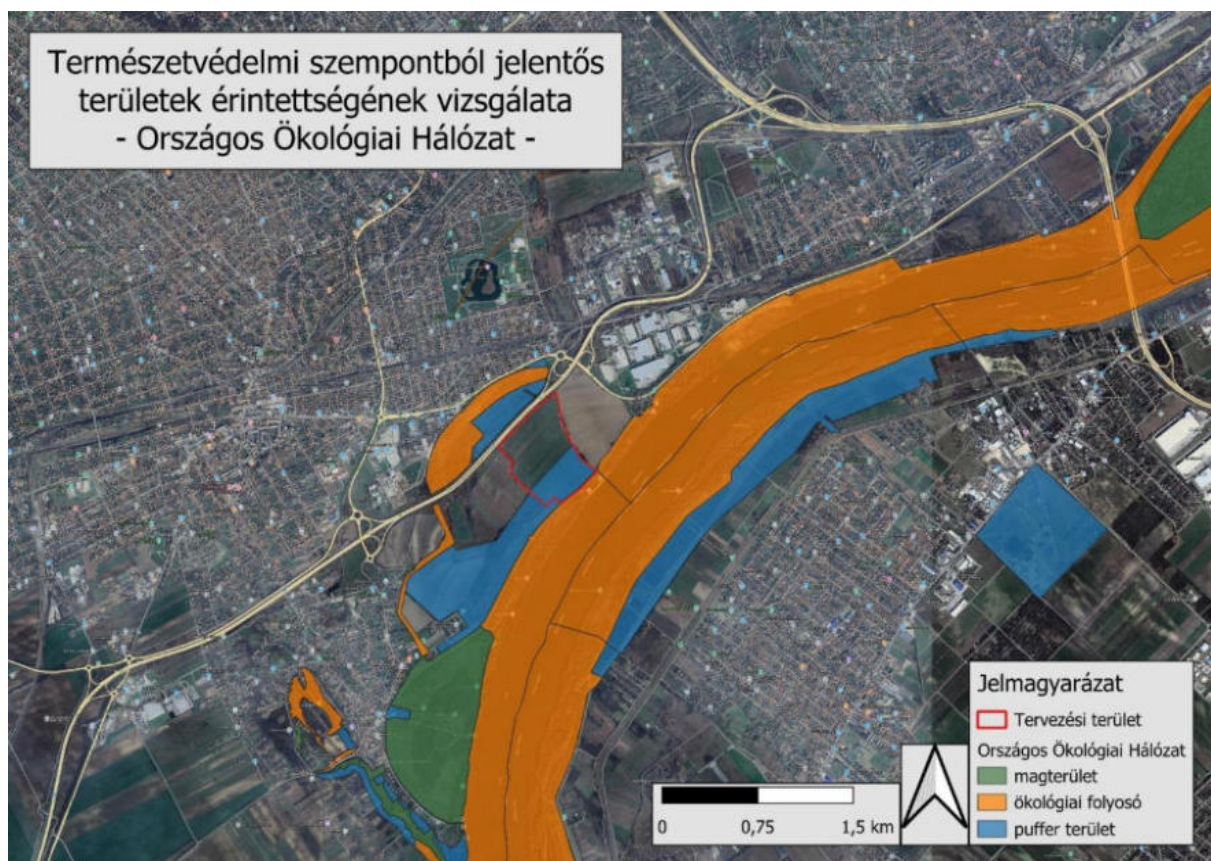 Természetvédelmi szempontból jelentős
területek érintettségének vizsgálata
- Országos Ökológiai Hálózat -
Jelmagyarázat
Tervezési terület
Országos Ökológiai Hálózat
magterület
ökológiai folyosó
puffer terület
0 0,75 1,5 km